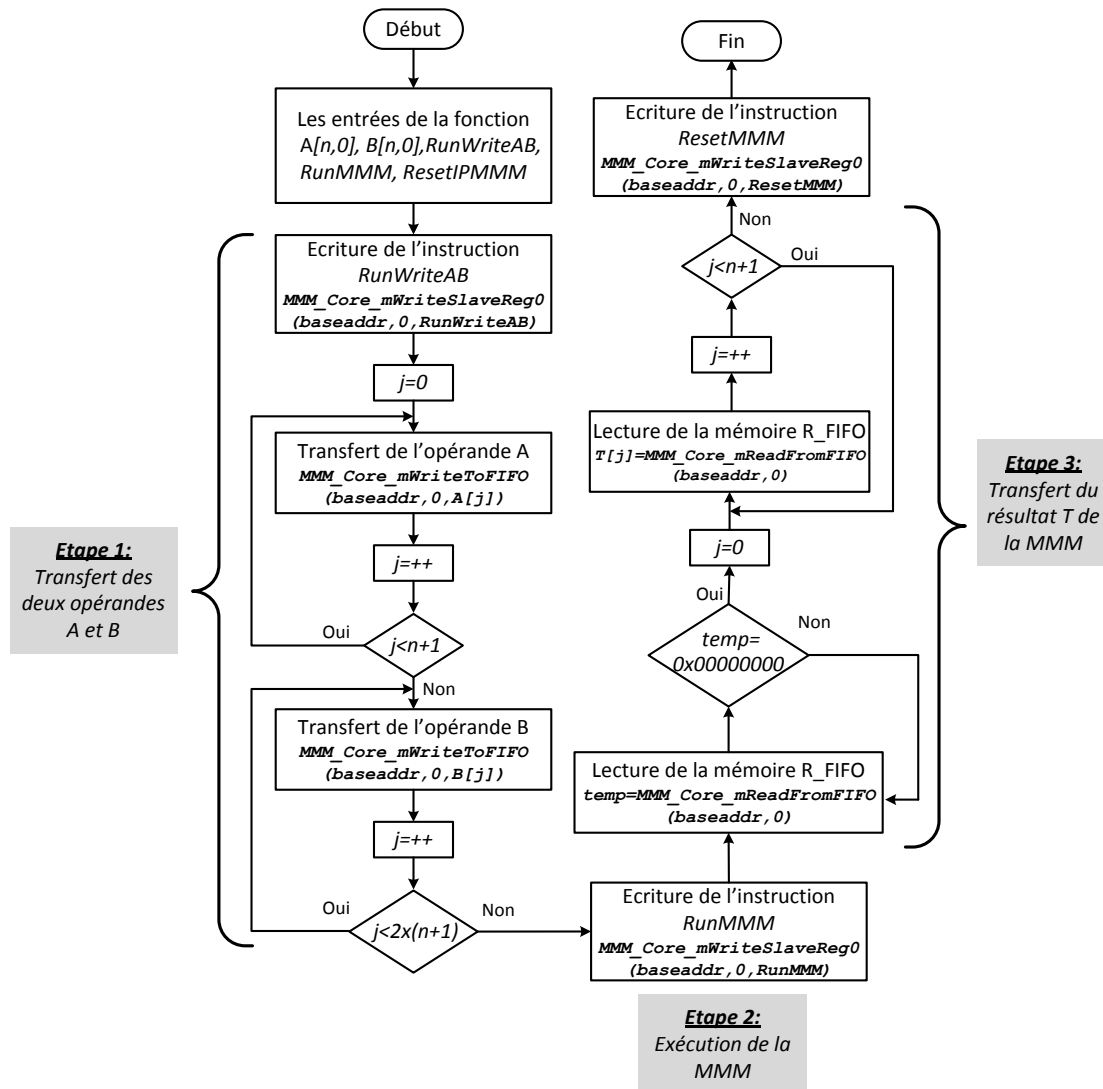 Début
Les entrées de la fonction
A[n,0], B[n,0],RunWriteAB,
RunMMM, ResetIPMMM
Ecriture de l'instruction
RunWriteAB
MMM_Core_mWriteSlaveReg0
(baseaddr,0,RunWriteAB)
j=0
Transfert de l'opérande A
MMM_Core_mWriteToFIFO
(baseaddr,0,A[j])
j=++
Oui
j<n+1
Non
Transfert de l'opérande B
MMM_Core_mWriteToFIFO
(baseaddr,0,B[j])
j=++
Oui
j<2x(n+1)
Non
Etape 1:
Transfert des
deux opérandes
A et B
Ecriture de l'instruction
RunMMM
MMM_Core_mWriteSlaveReg0
(baseaddr,0,RunMMM)
Etape 2:
Exécution de la
MMM
Lecture de la mémoire R_FIFO
temp=MMM_Core_mReadFromFIFO
(baseaddr,0)
temp=
0x00000000
Non
Oui
j=0
Lecture de la mémoire R_FIFO
T[j]=MMM_Core_mReadFromFIFO
(baseaddr,0)
j=++
j<n+1
Oui
Non
Ecriture de l'instruction
ResetMMM
MMM_Core_mWriteSlaveReg0
(baseaddr,0,ResetMMM)
Fin
Etape 3:
Transfert du
résultat T de
la MMM